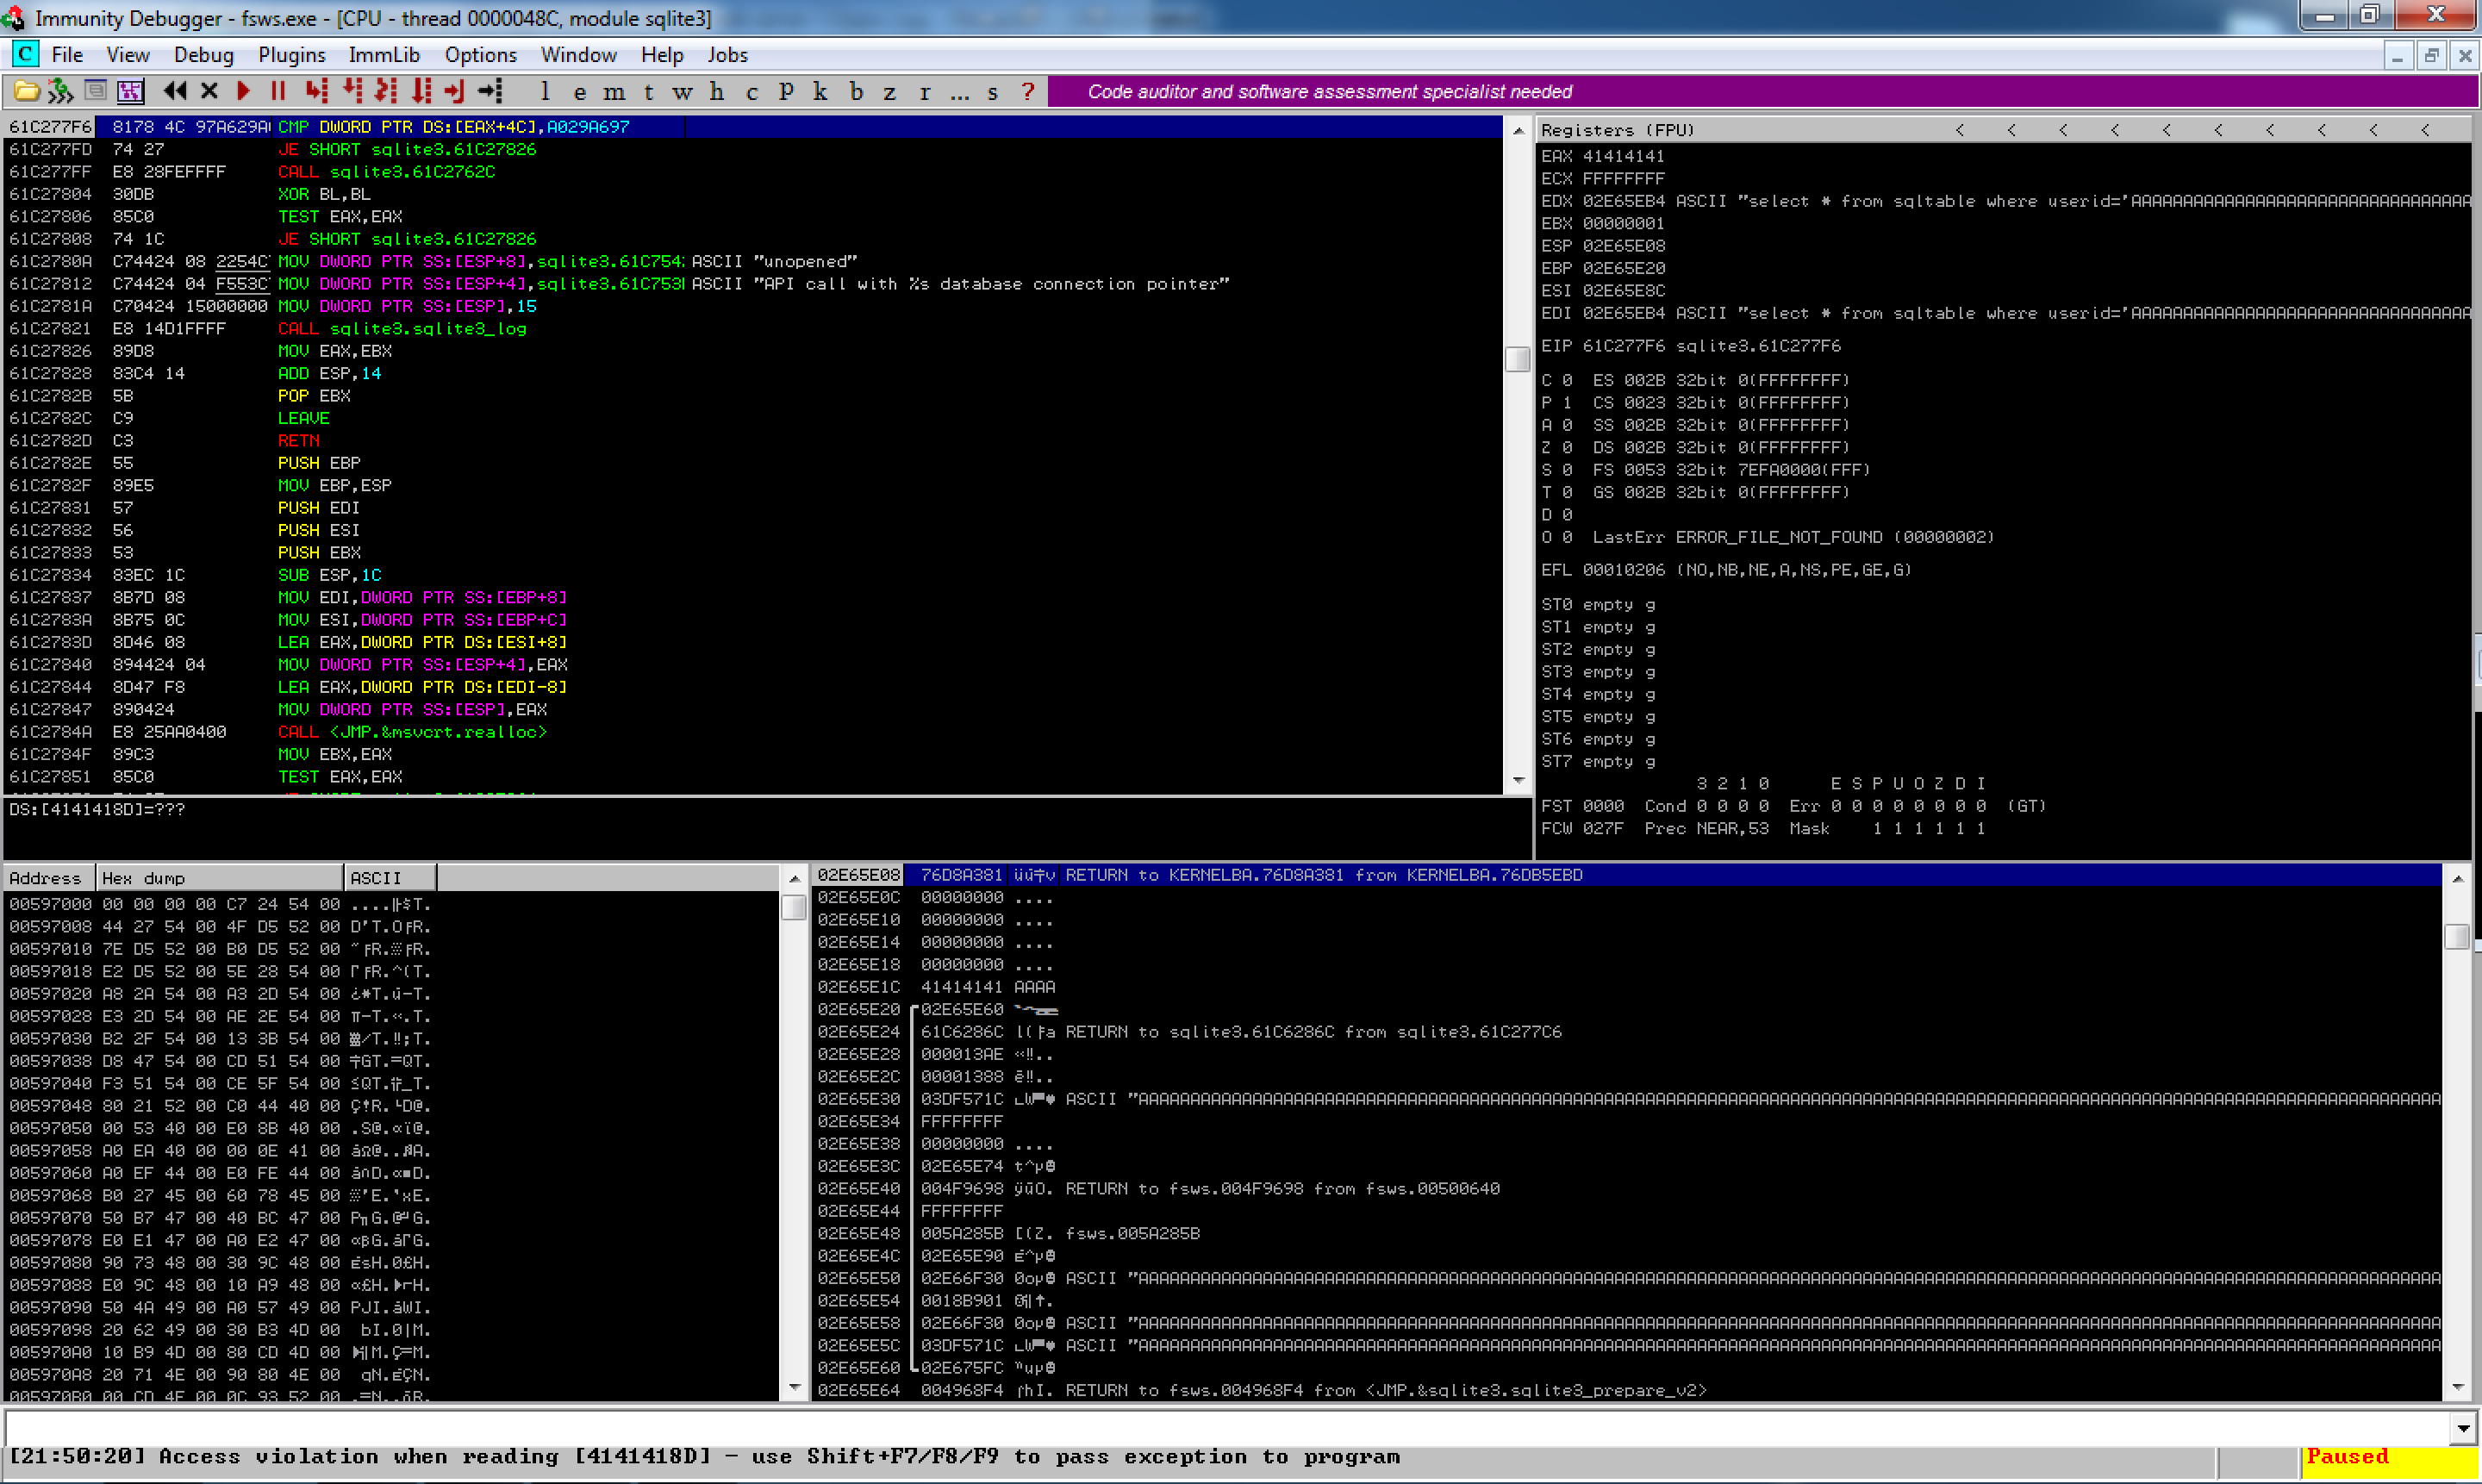 Immunity Debugger - fsws.exe - [CPU - thread 0000048C, module sqlite3]
C File View Debug Plugins ImmLib Options Window Help Jobs
l e m t w h c P k b z r ... s ? Code auditor and software assessment specialist needed
61C277F6 8178 4C 97A629A CMP DWORD PTR DS:[EAX+4C],A029A697
61C277FD 74 27 JE SHORT sqlite3.61C27826
61C277FF E8 28FEFFFF CALL sqlite3.61C2762C
61C27804 30DB XOR BL,BL
61C27806 85C0 TEST EAX,EAX
61C27808 74 1C JE SHORT sqlite3.61C27826
61C2780A C74424 08 2254C MOV DWORD PTR SS:[ESP+8],sqlite3.61C754 ASCII "unopened"
61C27812 C74424 04 F553C MOV DWORD PTR SS:[ESP+4],sqlite3.61C753 ASCII "API call with %s database connection pointer"
61C2781A C70424 15000000 MOV DWORD PTR SS:[ESP],15
61C27821 E8 14D1FFFF CALL sqlite3.sqlite3_log
61C27826 89D8 MOV EAX,EBX
61C27828 83C4 14 ADD ESP,14
61C2782B 5B POP EBX
61C2782C C9 LEAVE
61C2782D C3 RETN
61C2782E 55 PUSH EBP
61C2782F 89E5 MOV EBP,ESP
61C27831 57 PUSH EDI
61C27832 56 PUSH ESI
61C27833 53 PUSH EBX
61C27834 83EC 1C SUB ESP,1C
61C27837 8B7D 08 MOV EDI,DWORD PTR SS:[EBP+8]
61C2783A 8B75 0C MOV ESI,DWORD PTR SS:[EBP+C]
61C2783D 8D46 08 LEA EAX,DWORD PTR DS:[ESI+8]
61C27840 894424 04 MOV DWORD PTR SS:[ESP+4],EAX
61C27844 8D47 F8 LEA EAX,DWORD PTR DS:[EDI-8]
61C27847 890424 MOV DWORD PTR SS:[ESP],EAX
61C2784A E8 25AA0400 CALL <JMP.&msvcrt.realloc>
61C2784F 89C3 MOV EBX,EAX
61C27851 85C0 TEST EAX,EAX
DS:[4141418D]=???
Registers (FPU) < < < < < < < < < <
EAX 41414141
ECX FFFFFFFF
EDX 02E65EB4 ASCII "select * from sqltable where userid='AAAAAAAAAAAAAAAAAAAAAAAAAAAAAAAAA
EBX 00000001
ESP 02E65E08
EBP 02E65E20
ESI 02E65E8C
EDI 02E65EB4 ASCII "select * from sqltable where userid='AAAAAAAAAAAAAAAAAAAAAAAAAAAAAAAAA
EIP 61C277F6 sqlite3.61C277F6
C 0 ES 002B 32bit 0(FFFFFFFF)
P 1 CS 0023 32bit 0(FFFFFFFF)
A 0 SS 002B 32bit 0(FFFFFFFF)
Z 0 DS 002B 32bit 0(FFFFFFFF)
S 0 FS 0053 32bit 7EFA0000(FFF)
T 0 GS 002B 32bit 0(FFFFFFFF)
D 0
O 0 LastErr ERROR_FILE_NOT_FOUND (00000002)
EFL 00010206 (NO,NB,NE,A,NS,PE,GE,G)
ST0 empty g
ST1 empty g
ST2 empty g
ST3 empty g
ST4 empty g
ST5 empty g
ST6 empty g
ST7 empty g
3 2 1 0 E S P U O Z D I
FST 0000 Cond 0 0 0 0 Err 0 0 0 0 0 0 0 0 (GT)
FCW 027F Prec NEAR,53 Mask 1 1 1 1 1 1
Address Hex dump ASCII
00597000 00 00 00 00 C7 24 54 00
00597008 44 27 54 00 4F D5 52 00
00597010 7E D5 52 00 B0 D5 52 00
00597018 E2 D5 52 00 5E 28 54 00
00597020 A8 2A 54 00 A3 2D 54 00
00597028 E3 2D 54 00 AE 2E 54 00
00597030 B2 2F 54 00 13 3B 54 00
00597038 D8 47 54 00 CD 51 54 00
00597040 F3 51 54 00 CE 5F 54 00
00597048 80 21 52 00 C0 44 40 00
00597050 00 53 40 00 E0 8B 40 00
00597058 A0 EA 40 00 00 0E 41 00
00597060 A0 EF 44 00 E0 FE 44 00
00597068 B0 27 45 00 60 78 45 00
00597070 50 B7 47 00 40 BC 47 00
00597078 E0 E1 47 00 A0 E2 47 00
00597080 90 73 48 00 30 9C 48 00
00597088 E0 9C 48 00 10 A9 48 00
00597090 50 4A 49 00 A0 57 49 00
00597098 20 62 49 00 30 B3 4D 00
005970A0 10 B9 4D 00 80 CD 4D 00
005970A8 20 71 4E 00 90 80 4E 00
005970B0 00 CD 4E 00 0C 93 52 00
02E65E08 76D8A381 RETURN to KERNELBA.76D8A381 from KERNELBA.76DB5EBD
02E65E0C 00000000 ....
02E65E10 00000000 ....
02E65E14 00000000 ....
02E65E18 00000000 ....
02E65E1C 41414141 AAAA
02E65E20 02E65E60
02E65E24 61C6286C RETURN to sqlite3.61C6286C from sqlite3.61C277C6
02E65E28 000013AE
02E65E2C 00001388
02E65E30 03DF571C ASCII "AAAAAAAAAAAAAAAAAAAAAAAAAAAAAAAAAAAAAAAAAAAAAAAAAAAAAAAAAAAAAAAAAAAAAAAAAAAAAAAAAAAAAAAAAAAAAAAAAAAAAAAAAAAAAAAAAAAAAAAAAA
02E65E34 FFFFFFFF
02E65E38 00000000 ....
02E65E3C 02E65E74
02E65E40 004F9698 RETURN to fsws.004F9698 from fsws.00500640
02E65E44 FFFFFFFF
02E65E48 005A285B [(Z. fsws.005A285B
02E65E4C 02E65E90
02E65E50 02E66F30 ASCII "AAAAAAAAAAAAAAAAAAAAAAAAAAAAAAAAAAAAAAAAAAAAAAAAAAAAAAAAAAAAAAAAAAAAAAAAAAAAAAAAAAAAAAAAAAAAAAAAAAAAAAAAAAAAAAAAAAAAAAAAAA
02E65E54 0018B901
02E65E58 02E66F30 ASCII "AAAAAAAAAAAAAAAAAAAAAAAAAAAAAAAAAAAAAAAAAAAAAAAAAAAAAAAAAAAAAAAAAAAAAAAAAAAAAAAAAAAAAAAAAAAAAAAAAAAAAAAAAAAAAAAAAAAAAAAAAA
02E65E5C 03DF571C ASCII "AAAAAAAAAAAAAAAAAAAAAAAAAAAAAAAAAAAAAAAAAAAAAAAAAAAAAAAAAAAAAAAAAAAAAAAAAAAAAAAAAAAAAAAAAAAAAAAAAAAAAAAAAAAAAAAAAAAAAAAAAA
02E65E60 02E675FC
02E65E64 004968F4 RETURN to fsws.004968F4 from <JMP.&sqlite3.sqlite3_prepare_v2>
[21:50:20] Access violation when reading [4141418D] - use Shift+F7/F8/F9 to pass exception to program
Paused